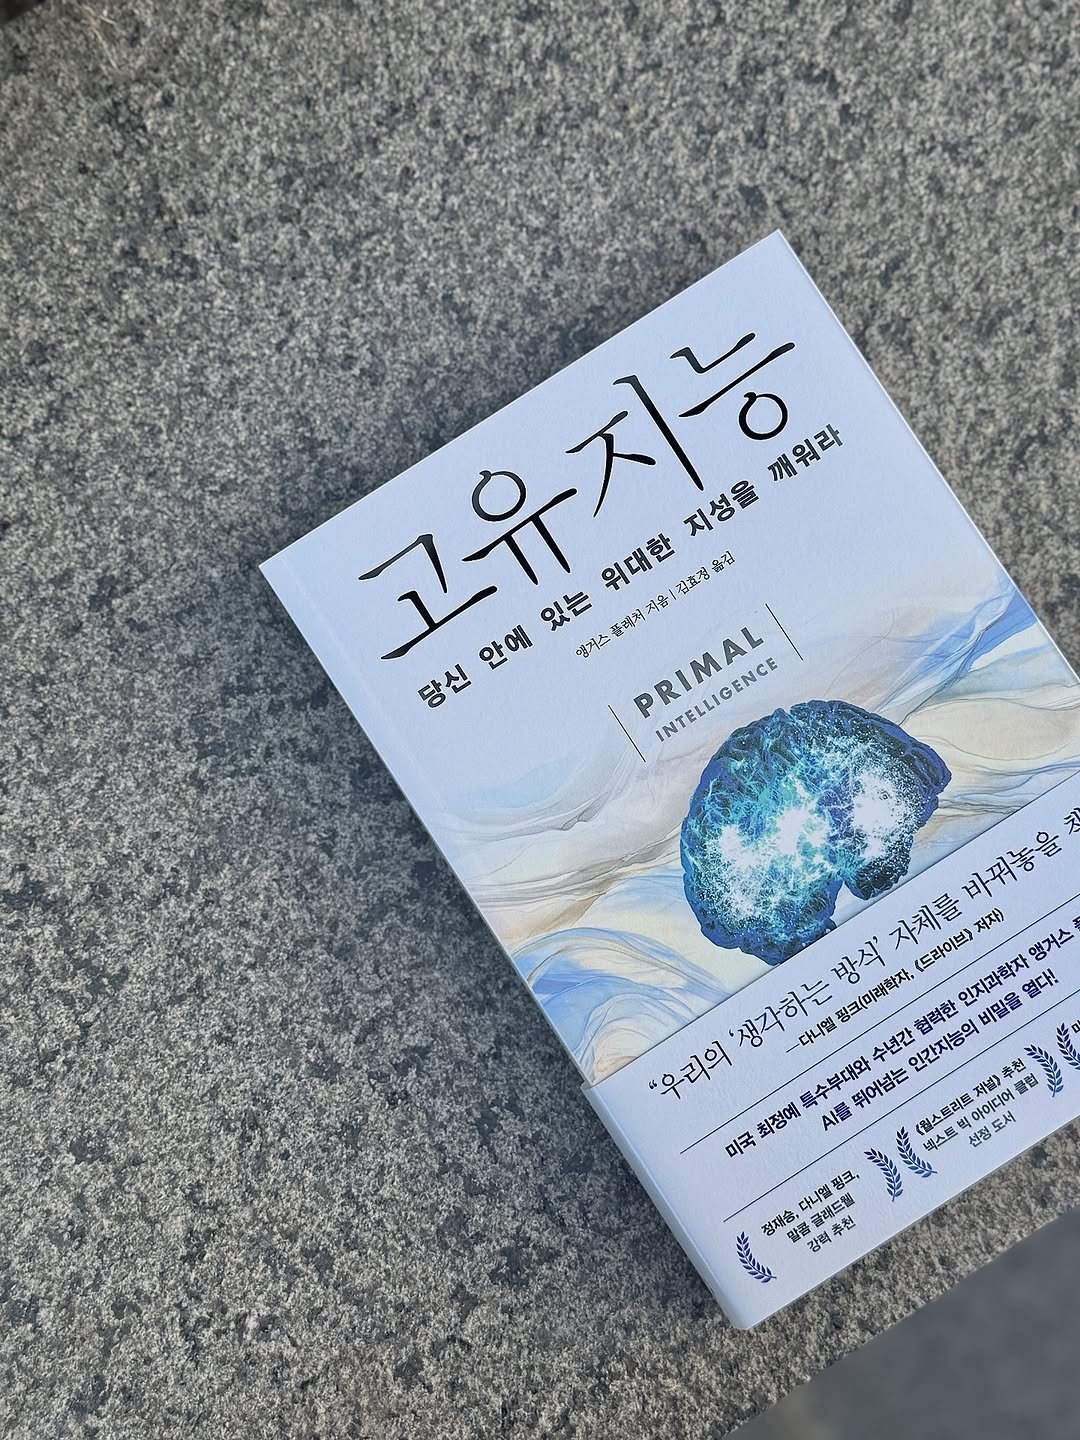 고유지능
당신 안에 있는 위대한 지성을 깨워라
앵거스 플레처 지음 | 김효정 옮김
PRIMAL
INTELLIGENCE
“우리의 ‘생각하는 방식’ 자체를 바꿔놓을
—다니엘 핑크(미래학자, 《드라이브》 저자)
미국 최정예 특수부대와 수년간 협력한 인지과학자 앵거스
AI를 뛰어넘는 인간지능의 비밀을 열다!
정재승, 다니엘 핑크,
말콤 글래드웰
강력 추천
《월스트리트 저널》 추천
넥스트 빅 아이디어 클럽
선정 도서